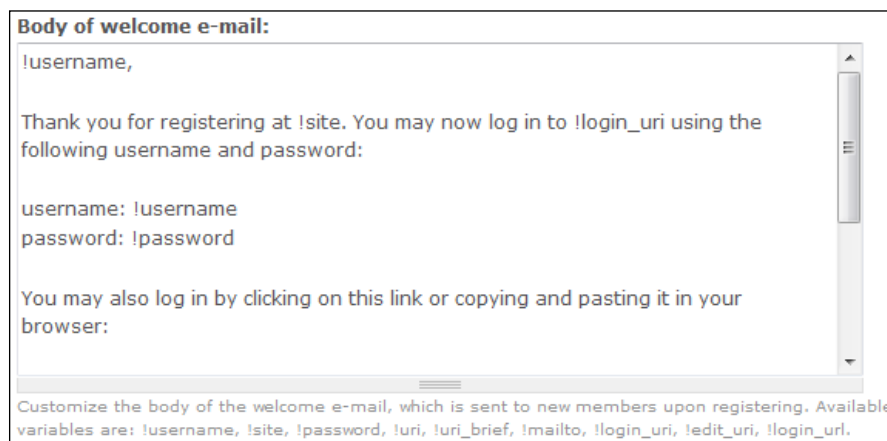 Body of welcome e-mail:
!username,
Thank you for registering at !site. You may now log in to !login_uri using the
following username and password:
username: !username
password: !password
You may also log in by clicking on this link or copying and pasting it in your
browser:
Customize the body of the welcome e-mail, which is sent to new members upon registering. Available
variables are: !username, !site, !password, !uri, !uri_brief, !mailto, !login_uri, !edit_uri, !login_url.